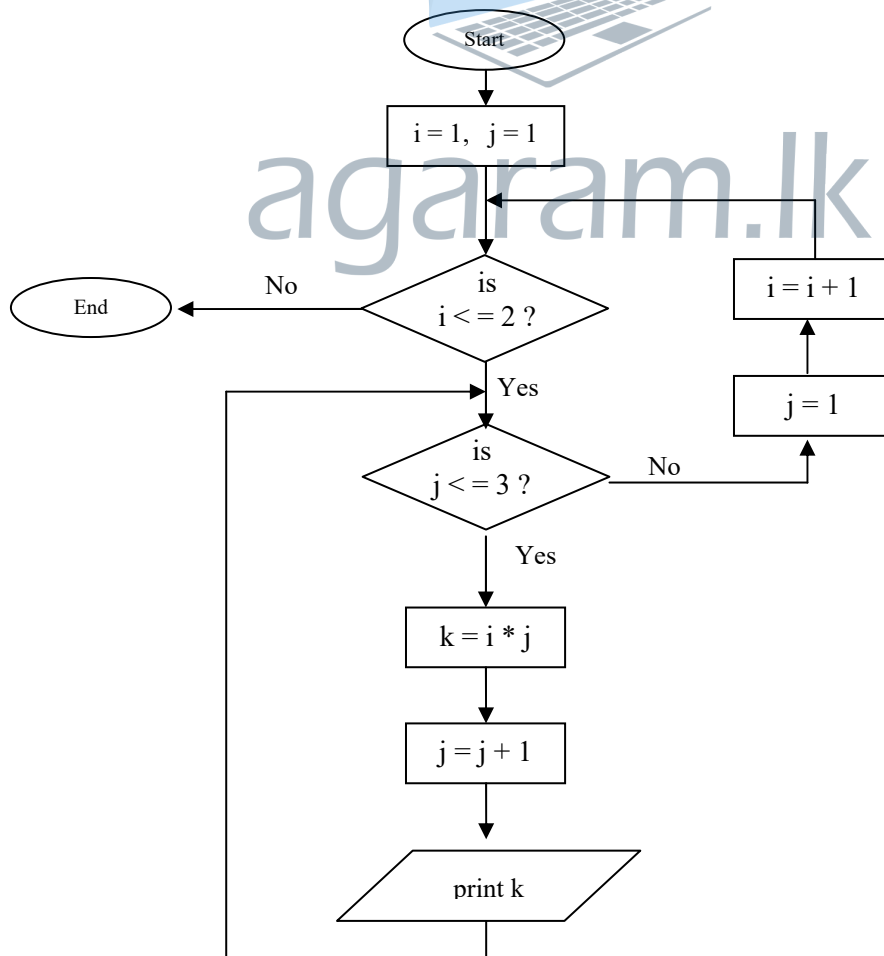 Start
i = 1, j = 1
agaram.lk
No
End
is
i < = 2 ?
i = i + 1
Yes
j = 1
is
j < = 3 ?
No
Yes
k = i * j
j = j + 1
print k